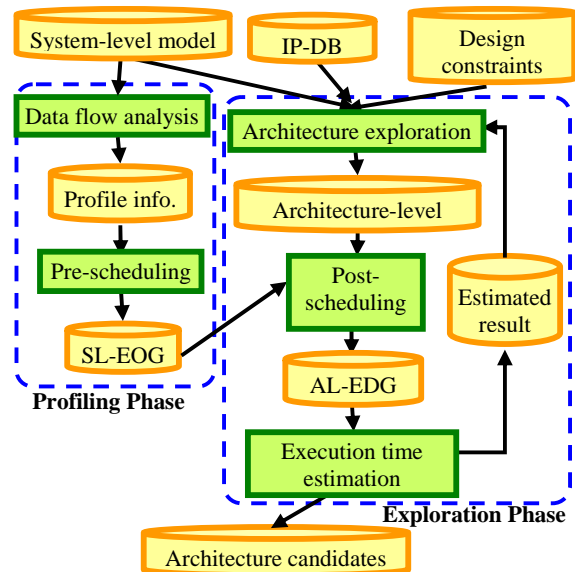 System-level model
IP-DB
Design
constraints
Data flow analysis
Profile info.
Pre-scheduling
SL-EOG
Profiling Phase
Architecture exploration
Architecture-level
Post-
scheduling
Estimated
result
AL-EDG
Execution time
estimation
Exploration Phase
Architecture candidates